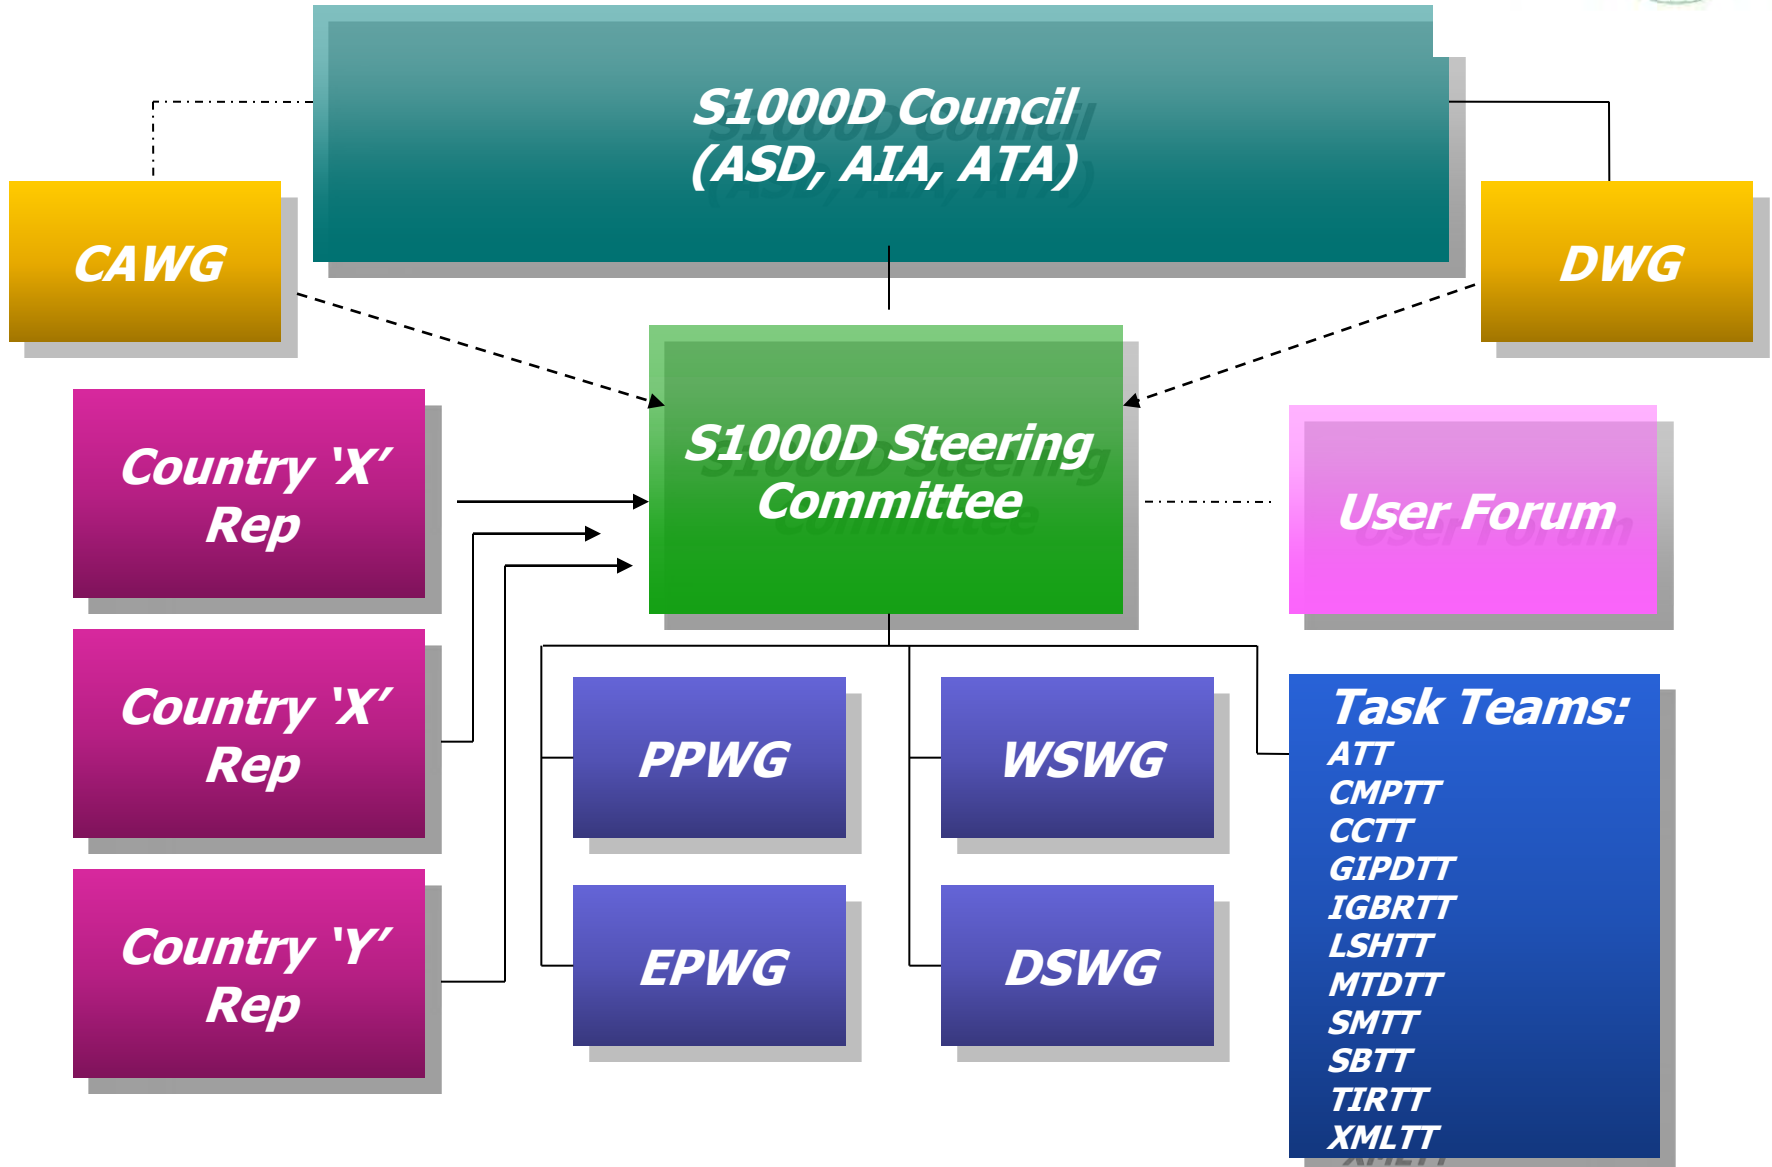 S1000D Council
(ASD, AIA, ATA)
CAWG
DWG
S1000D Steering
Committee
Country ‘X’
Rep
User Forum
Country ‘X’
Rep
Country ‘Y’
Rep
PPWG
WSWG
EPWG
DSWG
Task Teams:
ATT
CMPTT
CCTT
GIPDTT
IGBRTT
LSHTT
MTDTT
SMTT
SBTT
TIRTT
XMLTT